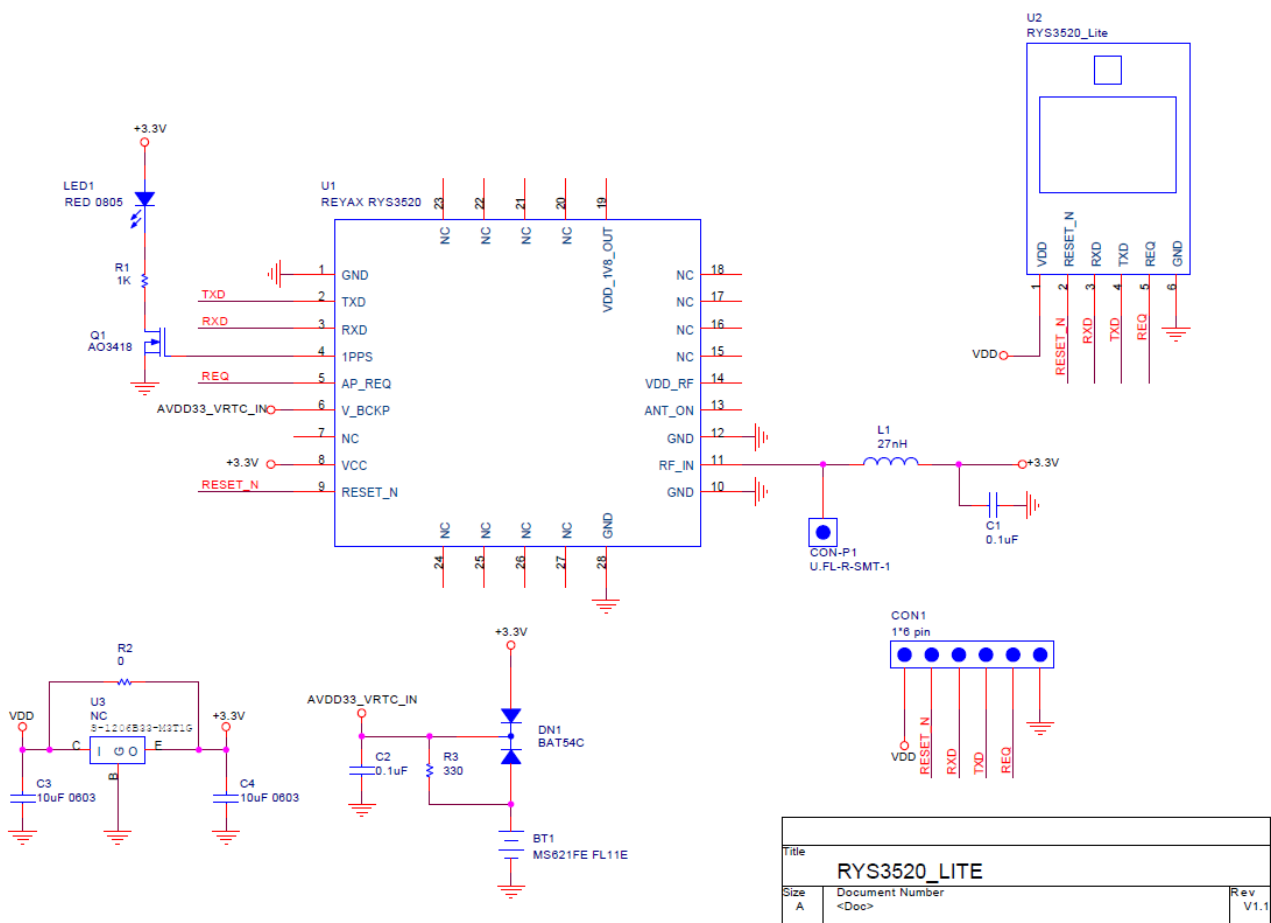 U2
RYS3520_Lite
VDD
RESET_N
RXD
TXD
REQ
GND
1
2
3
4
5
6
VDD
RESET_N
RXD
TXD
REQ
+3.3V
LED1
RED 0805
R1
1K
Q1
AO3418
U1
REYAX RYS3520
23
22
21
20
19
NC
NC
NC
NC
VDD_1V8_OUT
1
GND
TXD
2
TXD
RXD
3
RXD
4
1PPS
REQ
5
AP_REQ
AVDD33_VRTC_IN
6
V_BCKP
7
NC
+3.3V
8
VCC
RESET_N
9
RESET_N
NC
18
NC
17
NC
16
NC
15
VDD_RF
14
ANT_ON
13
GND
12
RF_IN
11
GND
10
NC
NC
NC
NC
GND
24
25
26
27
28
L1
27nH
+3.3V
C1
0.1uF
CON-P1
U.FL-R-SMT-1
R2
0
U3
NC
S-1206B33-M3T1G
VDD
+3.3V
C
I
G
O
E
B
C3
10uF 0603
C4
10uF 0603
+3.3V
AVDD33_VRTC_IN
DN1
BAT54C
C2
0.1uF
R3
330
BT1
MS621FE FL11E
CON1
1*6 pin
VDD
RESET_N
RXD
TXD
REQ
Title
RYS3520_LITE
Size
A
Document Number
<Doc>
Rev
V1.1